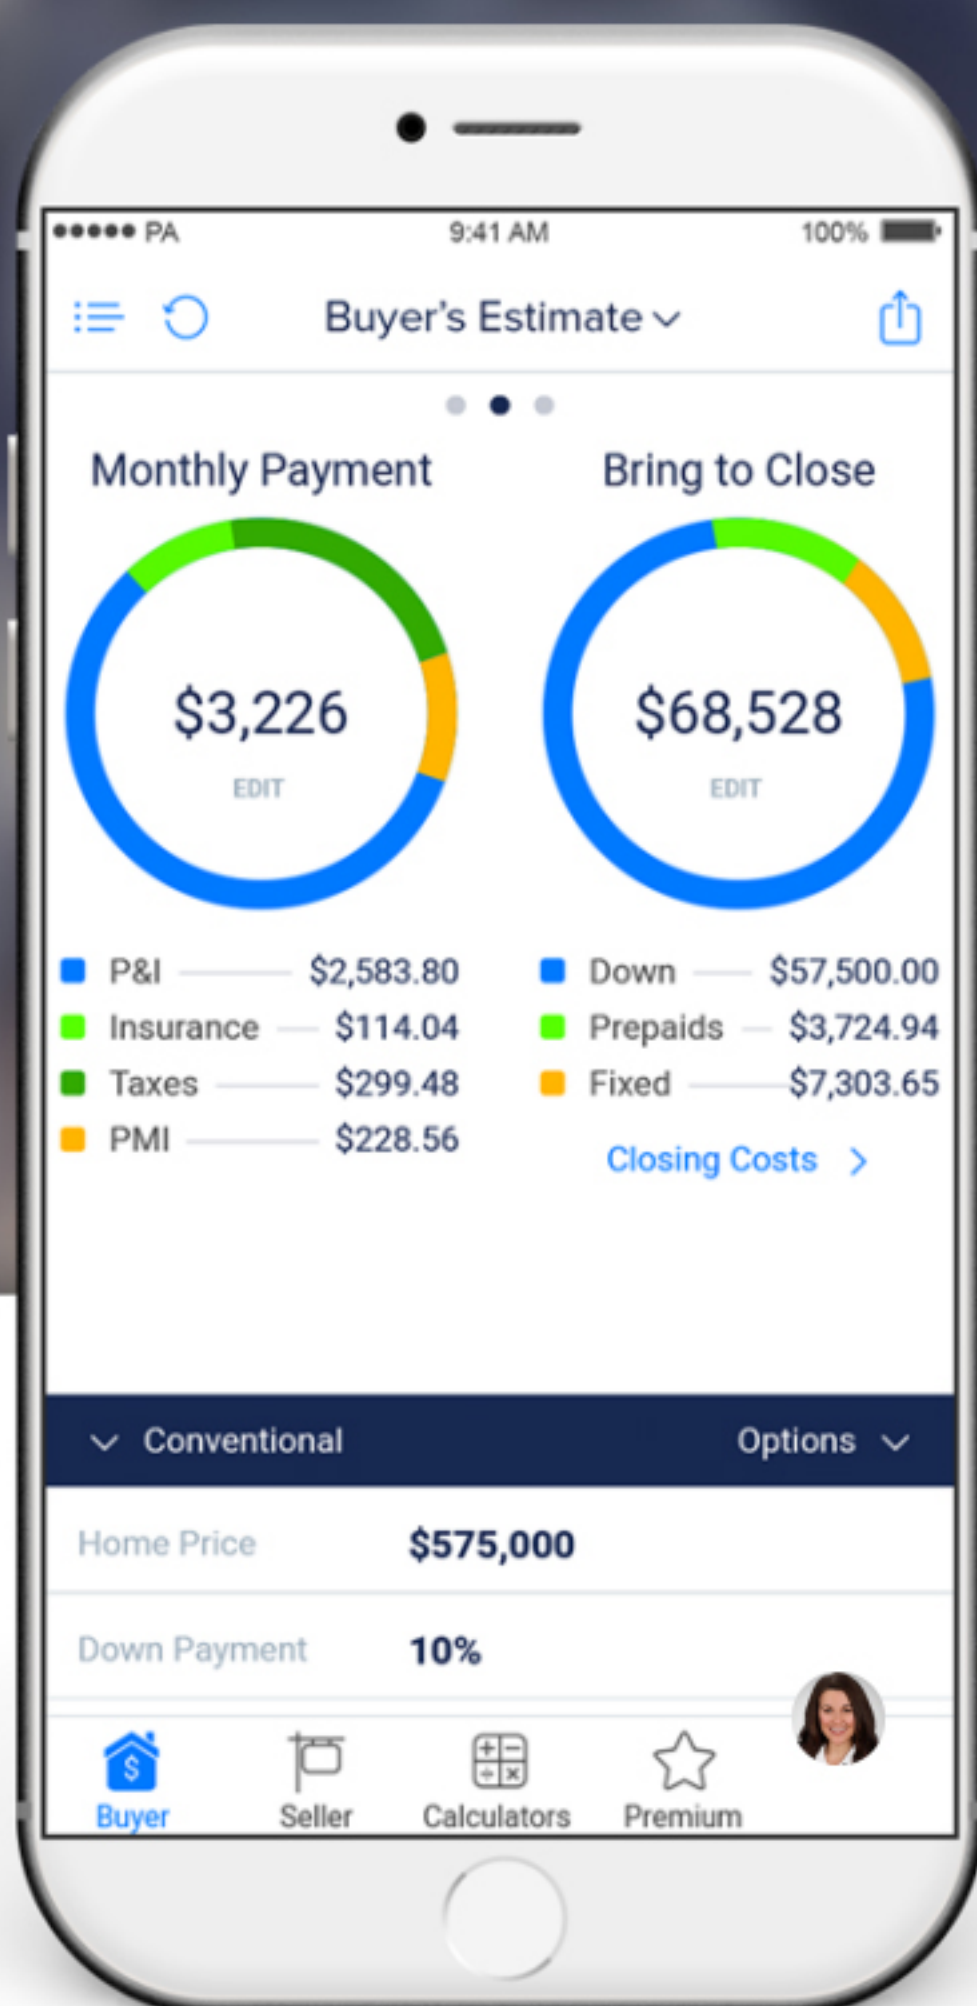 PA 9:41 AM 100%
Buyer's Estimate
Monthly Payment Bring to Close
$3,226 $68,528
EDIT EDIT
P&I $2,583.80 Down $57,500.00
Insurance $114.04 Prepaids $3,724.94
Taxes $299.48 Fixed $7,303.65
PMI $228.56
Closing Costs >
Conventional Options
Home Price $575,000
Down Payment 10%
$
Buyer Seller Calculators Premium